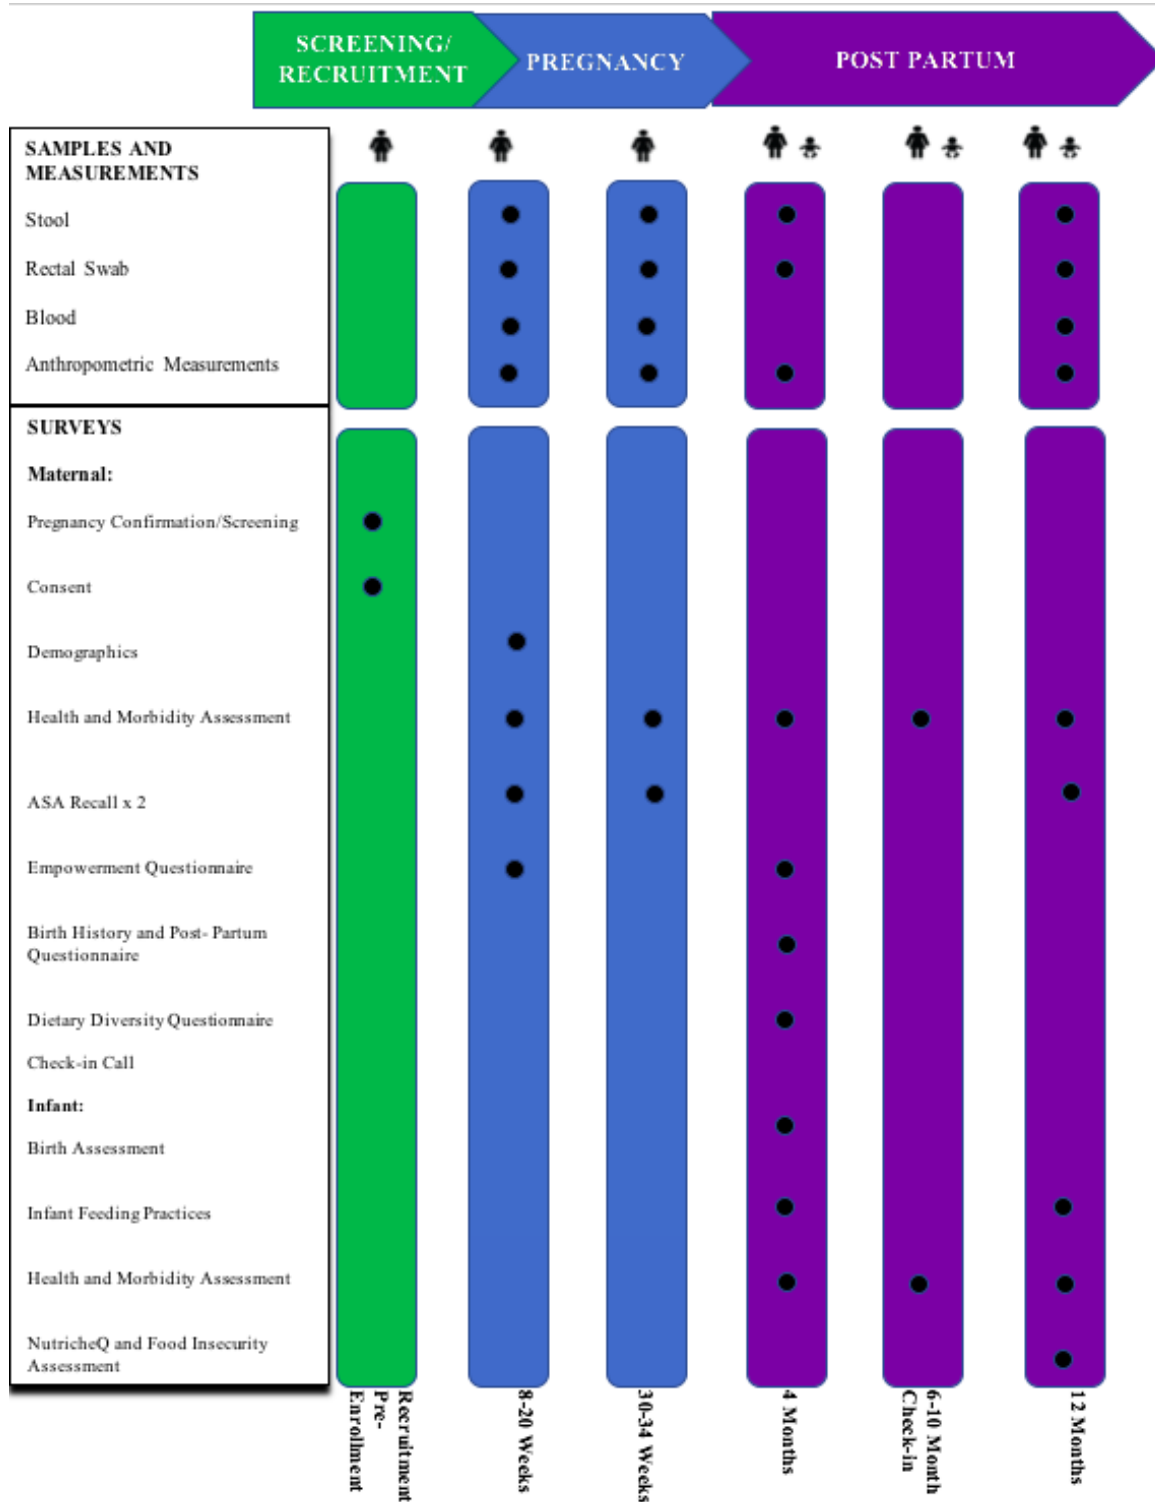 SCREENING/
RECRUITMENT
PREGNANCY
POST PARTUM
SAMPLES AND
MEASUREMENTS
Stool
Rectal Swab
Blood
Anthropometric Measurements
SURVEYS
Maternal:
Pregnancy Confirmation/Screening
Consent
Demographics
Health and Morbidity Assessment
ASA Recall x 2
Empowerment Questionnaire
Birth History and Post- Partum
Questionnaire
Dietary Diversity Questionnaire
Check-in Call
Infant:
Birth Assessment
Infant Feeding Practices
Health and Morbidity Assessment
NutricheQ and Food Insecurity
Assessment
Recruitment
Pre-
Enrollment
8-20 Weeks
30-34 Weeks
4 Months
6-10 Month
Check-in
12 Months